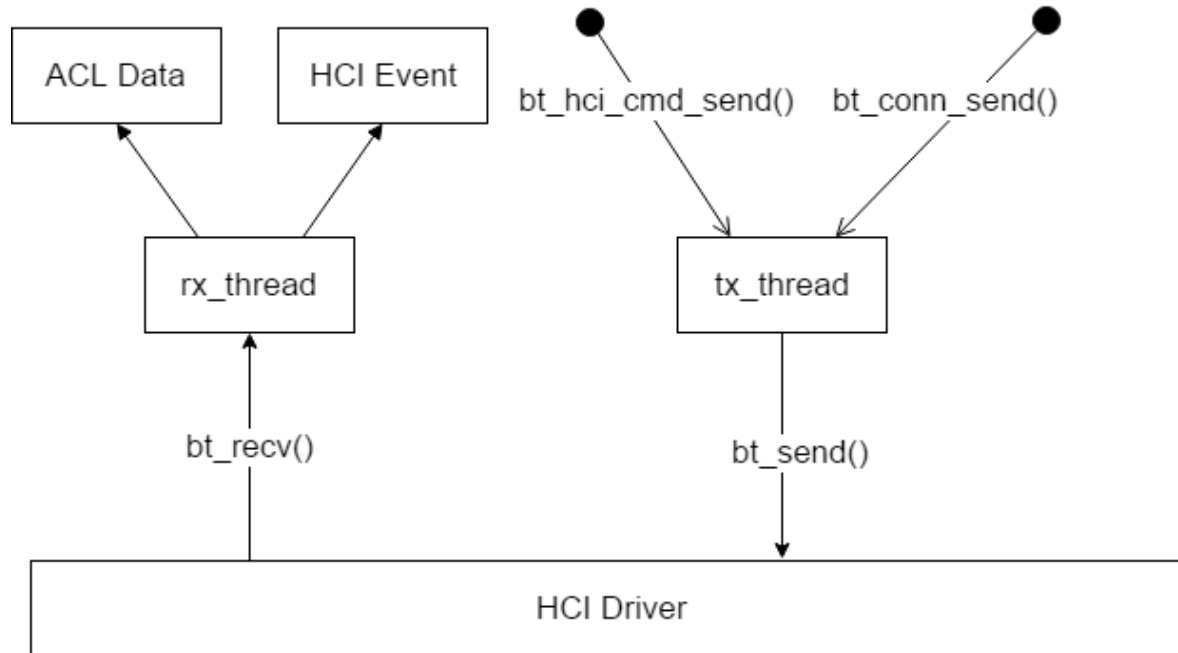 ACL Data
HCI Event
bt_hci_cmd_send()
bt_conn_send()
rx_thread
tx_thread
bt_recv()
bt_send()
HCI Driver